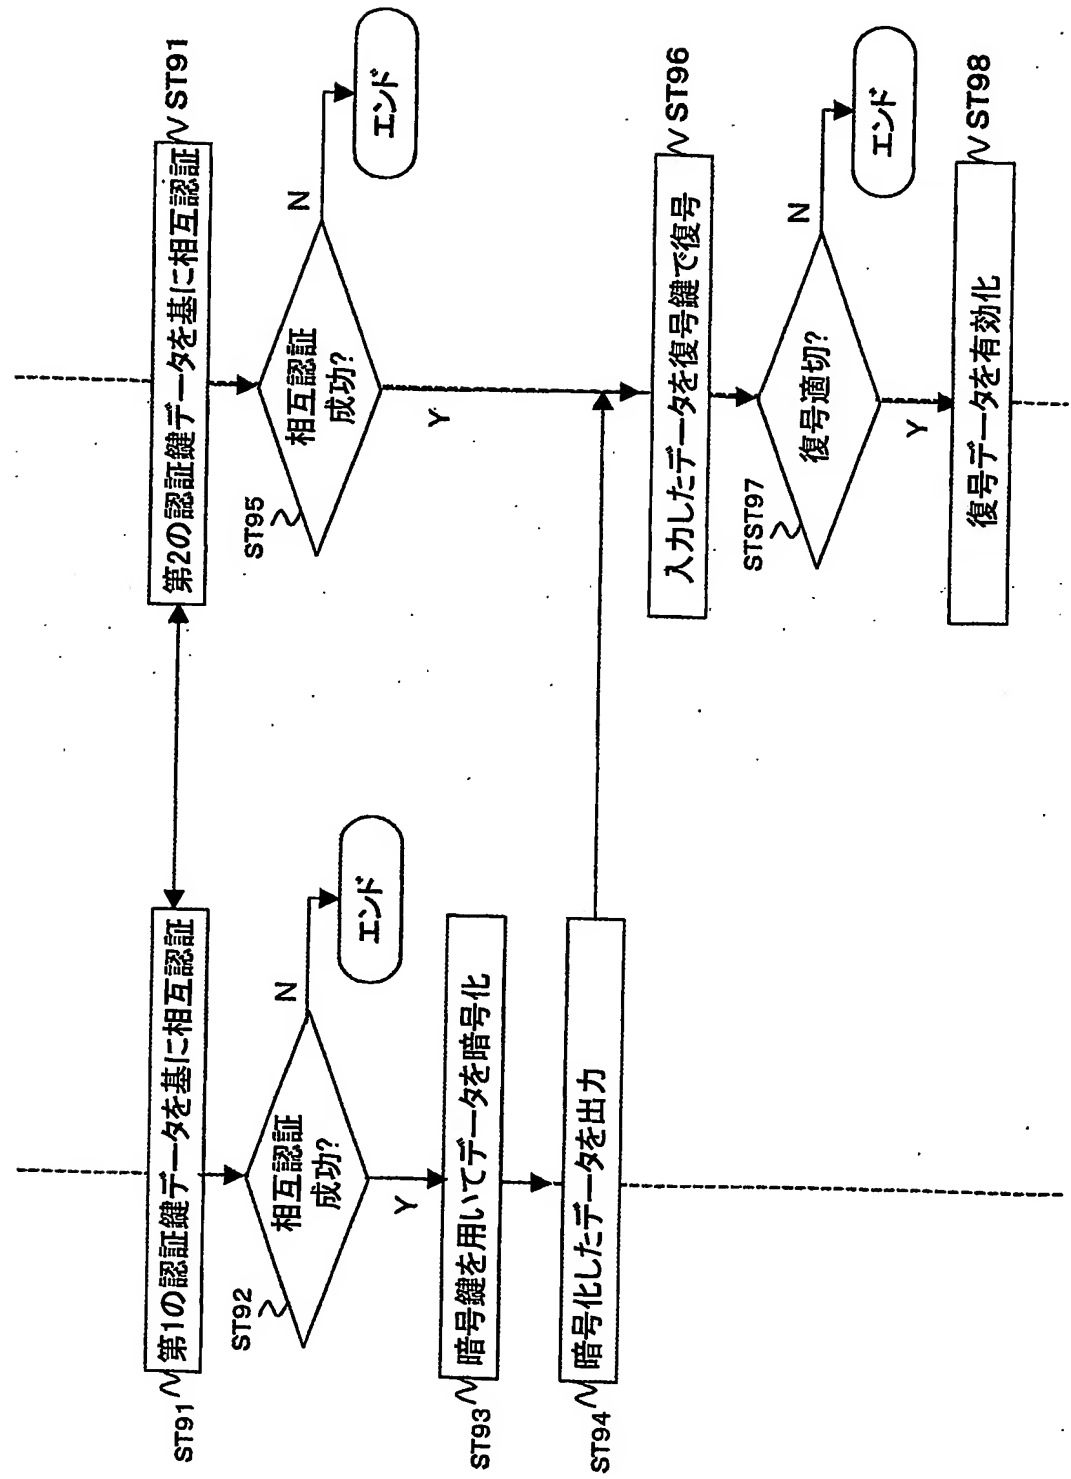 ST91
第1の認証鍵データを基に相互認証
第2の認証鍵データを基に相互認証
ST91
ST92
相互認証
成功?
N
エンド
Y
ST95
相互認証
成功?
N
エンド
Y
ST93
暗号鍵を用いてデータを暗号化
ST94
暗号化したデータを出力
入力したデータを復号鍵で復号
ST96
STST97
復号適切?
N
エンド
Y
復号データを有効化
ST98